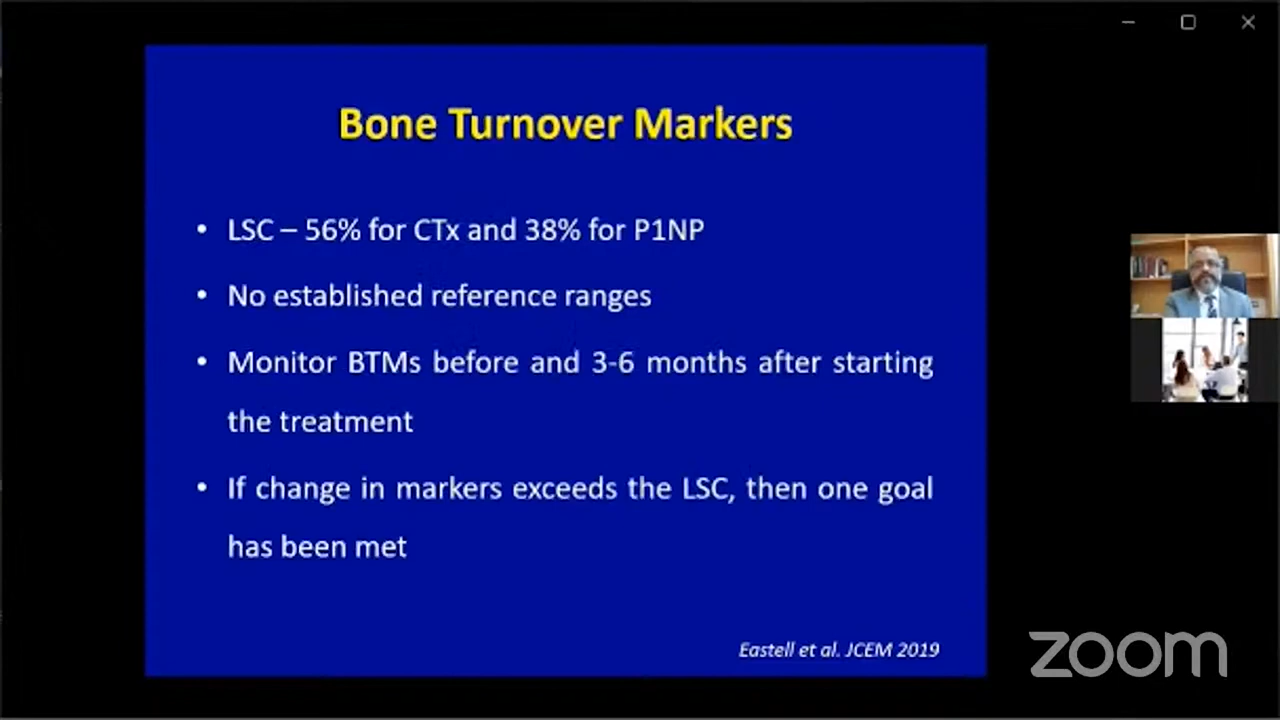 Bone Turnover Markers
• LSC – 56% for CTx and 38% for P1NP
• No established reference ranges
• Monitor BTMs before and 3-6 months after starting
the treatment
• If change in markers exceeds the LSC, then one goal
has been met
Eastell et al. JCEM 2019
zoom